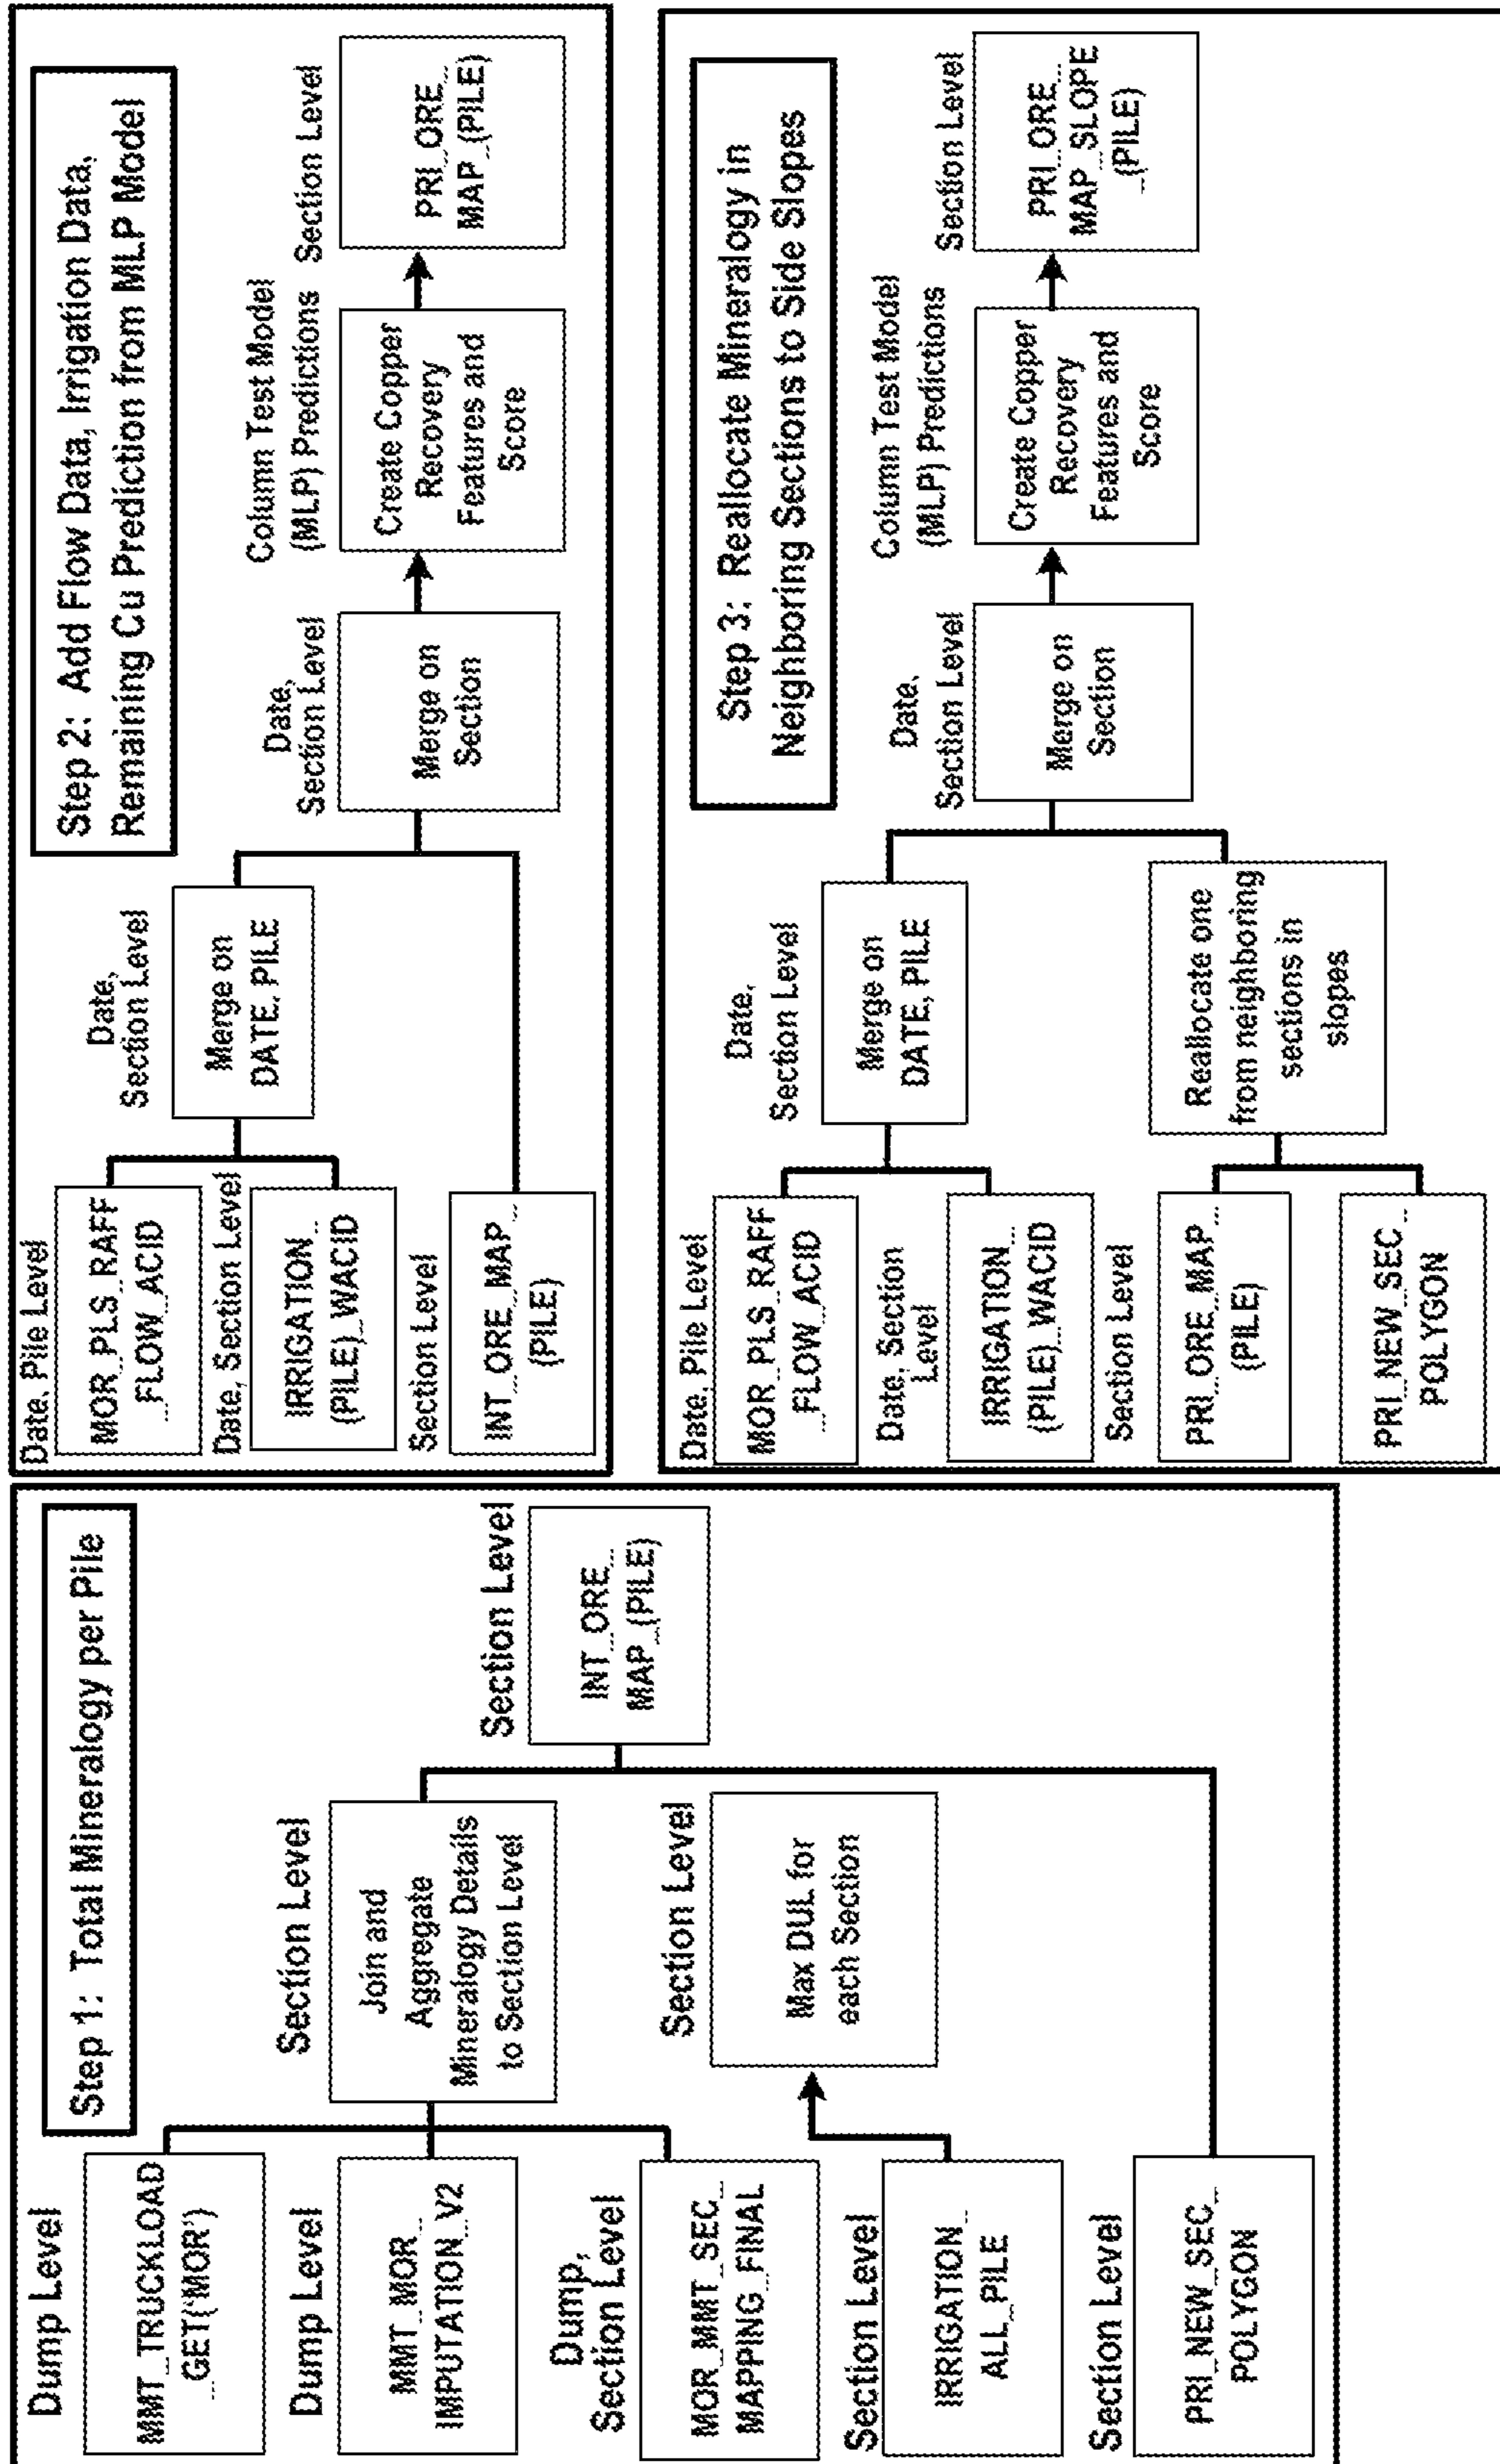 Step 1: Total Mineralogy per Pile
Dump Level
MMT_TRUCKLOAD
_GET('MOR')
Dump Level
MMT_MOR_
IMPUTATION_V2
Dump,
Section Level
MOR_MMT_SEC_
MAPPING_FINAL
Section Level
IRRIGATION_
ALL_PILE
Section Level
PRI_NEW_SEC_
POLYGON
Section Level
Join and
Aggregate
Mineralogy Details
to Section Level
Section Level
Max DUL for
each Section
Section Level
INT_ORE_
MAP_(PILE)
Step 2: Add Flow Data, Irrigation Data,
Remaining Cu Prediction from MLP Model
Date, Pile Level
MOR_PLS_RAFF
_FLOW_ACID
Date, Section Level
IRRIGATION_
(PILE)_WACID
Section Level
INT_ORE_MAP_
(PILE)
Date,
Section Level
Merge on
DATE, PILE
Date,
Section Level
Merge on
Section
Column Test Model
(MLP) Predictions
Create Copper
Recovery
Features and
Score
Section Level
PRI_ORE_
MAP_(PILE)
Step 3: Reallocate Mineralogy in
Neighboring Sections to Side Slopes
Date, Pile Level
MOR_PLS_RAFF
_FLOW_ACID
Date, Section
Level
IRRIGATION_
(PILE)_WACID
Section Level
PRI_ORE_MAP_
(PILE)
PRI_NEW_SEC_
POLYGON
Date,
Section Level
Merge on
DATE, PILE
Reallocate one
from neighboring
sections in
slopes
Date,
Section Level
Merge on
Section
Column Test Model
(MLP) Predictions
Create Copper
Recovery
Features and
Score
Section Level
PRI_ORE_
MAP_SLOPE
_(PILE)